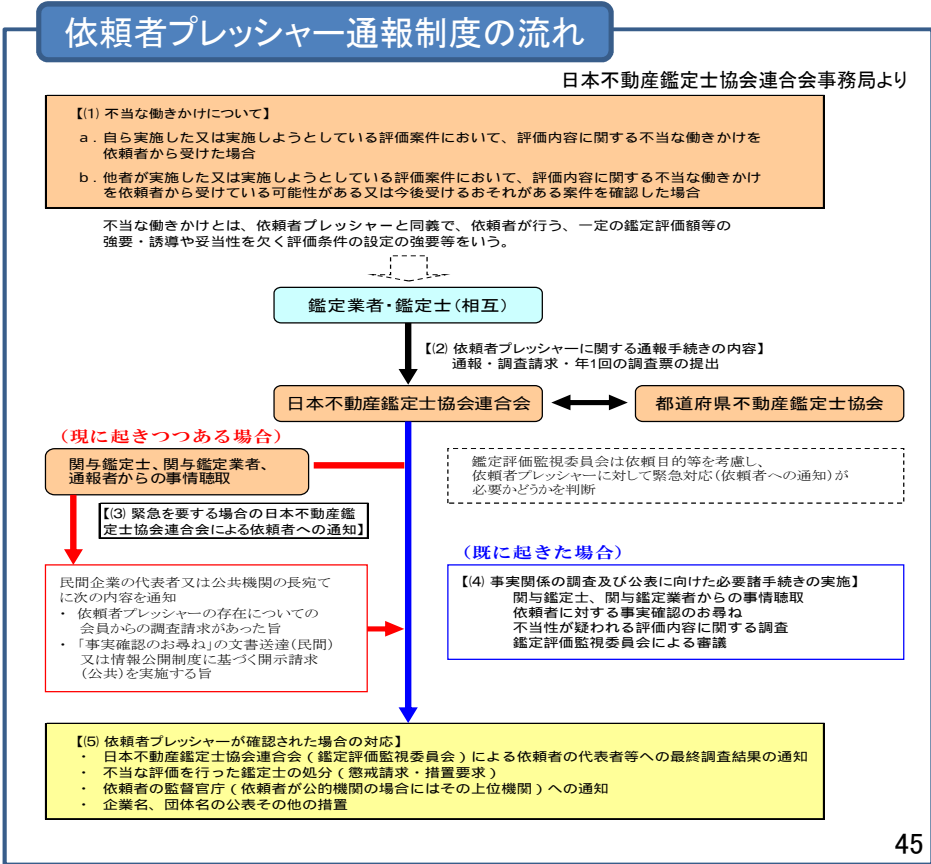 依頼者プレッシャー通報制度の流れ
日本不動産鑑定士協会連合会事務局より
【⑴ 不当な働きかけについて】
a．自ら実施した又は実施しようとしている評価案件において、評価内容に関する不当な働きかけを
依頼者から受けた場合
b．他者が実施した又は実施しようとしている評価案件において、評価内容に関する不当な働きかけ
を依頼者から受けている可能性がある又は今後受けるおそれがある案件を確認した場合
不当な働きかけとは、依頼者プレッシャーと同義で、依頼者が行う、一定の鑑定評価額等の
強要・誘導や妥当性を欠く評価条件の設定の強要等をいう。
鑑定業者・鑑定士（相互）
【⑵ 依頼者プレッシャーに関する通報手続きの内容】
通報・調査請求・年1回の調査票の提出
日本不動産鑑定士協会連合会
都道府県不動産鑑定士協会
（現に起きつつある場合）
関与鑑定士、関与鑑定業者、
通報者からの事情聴取
鑑定評価監視委員会は依頼目的等を考慮し、
依頼者プレッシャーに対して緊急対応（依頼者への通知）が
必要かどうかを判断
【⑶ 緊急を要する場合の日本不動産鑑
定士協会連合会による依頼者への通知】
（既に起きた場合）
民間企業の代表者又は公共機関の長宛て
に次の内容を通知
・ 依頼者プレッシャーの存在についての
会員からの調査請求があった旨
・ 「事実確認のお尋ね」の文書送達（民間）
又は情報公開制度に基づく開示請求
（公共）を実施する旨
【⑷ 事実関係の調査及び公表に向けた必要諸手続きの実施】
関与鑑定士、関与鑑定業者からの事情聴取
依頼者に対する事実確認のお尋ね
不当性が疑われる評価内容に関する調査
鑑定評価監視委員会による審議
【⑸ 依頼者プレッシャーが確認された場合の対応】
・ 日本不動産鑑定士協会連合会（鑑定評価監視委員会）による依頼者の代表者等への最終調査結果の通知
・ 不当な評価を行った鑑定士の処分（懲戒請求・措置要求）
・ 依頼者の監督官庁（依頼者が公的機関の場合にはその上位機関）への通知
・ 企業名、団体名の公表その他の措置
45